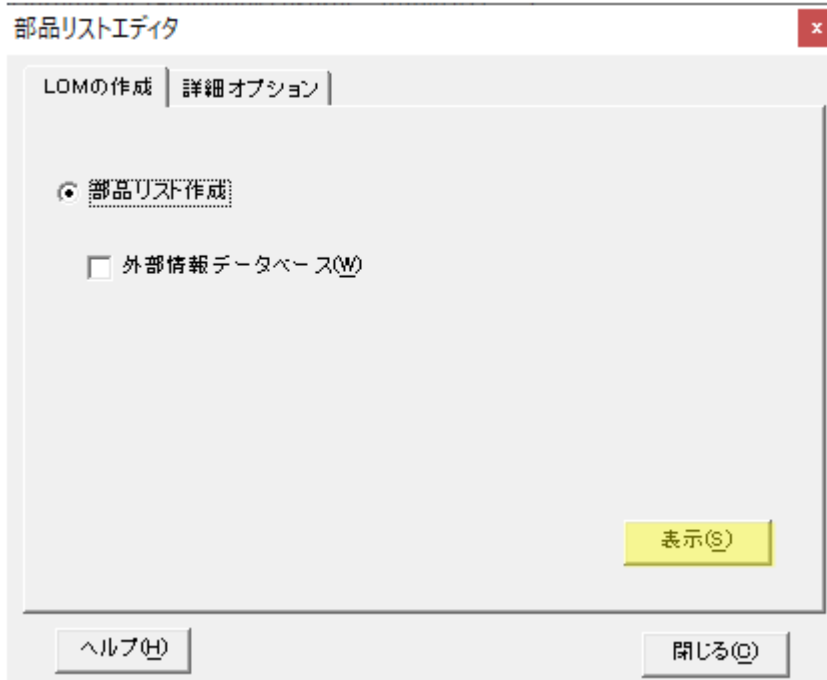 部品リストエディタ
x
LOMの作成 詳細オプション
部品リスト作成
外部情報データベース(W)
表示(S)
ヘルプ(H) 閉じる(C)